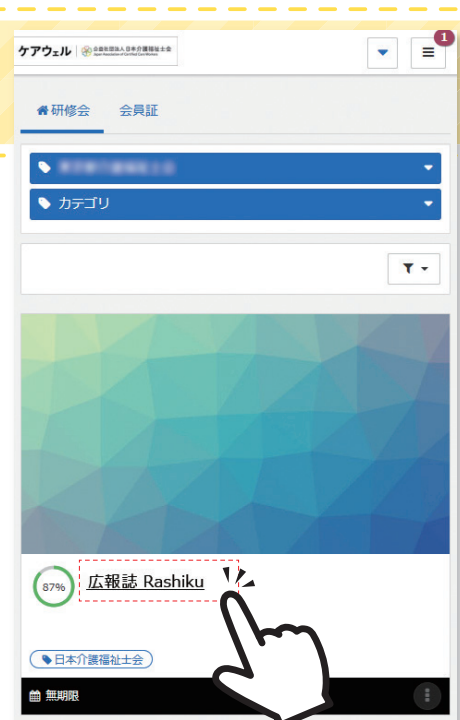 ケアウェル 公益社団法人 日本介護福祉士会
1
研修会 会員証
カテゴリ
87% 広報誌 Rashiku
日本介護福祉士会
無期限